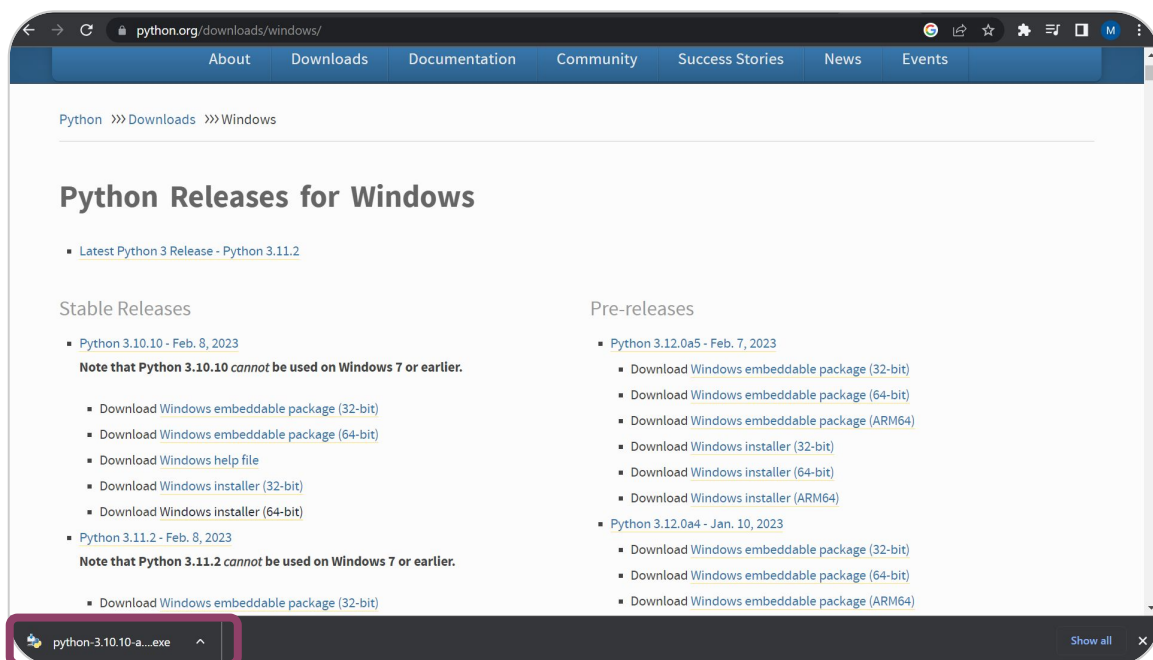 python.org/downloads/windows/
M
About Downloads Documentation Community Success Stories News Events
Python >>> Downloads >>> Windows
Python Releases for Windows
Latest Python 3 Release - Python 3.11.2
Stable Releases
Python 3.10.10 - Feb. 8, 2023
Note that Python 3.10.10 cannot be used on Windows 7 or earlier.
Download Windows embeddable package (32-bit)
Download Windows embeddable package (64-bit)
Download Windows help file
Download Windows installer (32-bit)
Download Windows installer (64-bit)
Python 3.11.2 - Feb. 8, 2023
Note that Python 3.11.2 cannot be used on Windows 7 or earlier.
Download Windows embeddable package (32-bit)
Pre-releases
Python 3.12.0a5 - Feb. 7, 2023
Download Windows embeddable package (32-bit)
Download Windows embeddable package (64-bit)
Download Windows embeddable package (ARM64)
Download Windows installer (32-bit)
Download Windows installer (64-bit)
Download Windows installer (ARM64)
Python 3.12.0a4 - Jan. 10, 2023
Download Windows embeddable package (32-bit)
Download Windows embeddable package (64-bit)
Download Windows embeddable package (ARM64)
python-3.10.10-a....exe
Show all